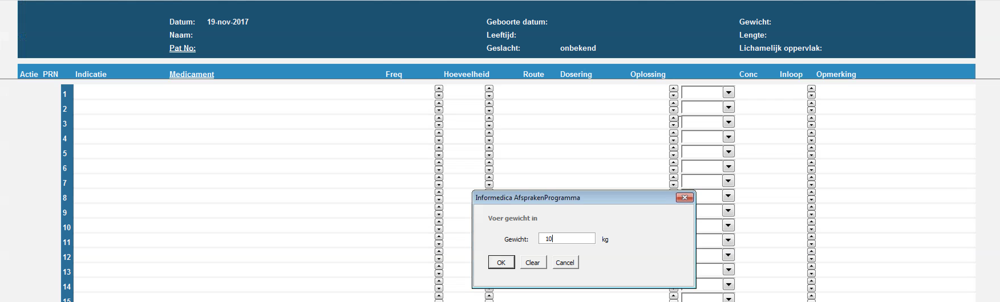 Datum: 19-nov-2017 Geboorte datum: Gewicht:
Naam: Leeftijd: Lengte:
Pat No: Geslacht: onbekend Lichamelijk oppervlak:
Actie PRN Indicatie Medicament Freq Hoeveelheid Route Dosering Oplossing Conc Inloop Opmerking
1
2
3
4
5
6
7
8
9
10
11
12
13
14
15
Informedica AfsprakenProgramma
Voer gewicht in
Gewicht: 10 kg
OK Clear Cancel